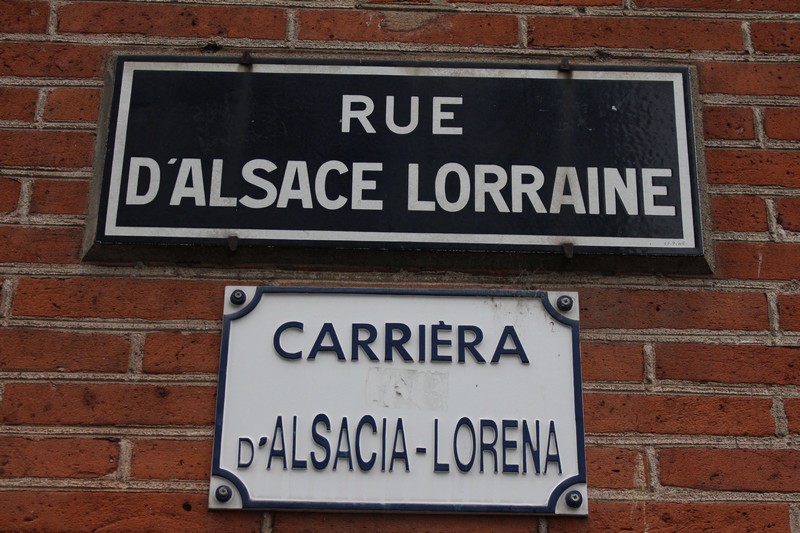 RUE
D'ALSACE LORRAINE
CARRIÈRA
D'ALSACIA-LORENA